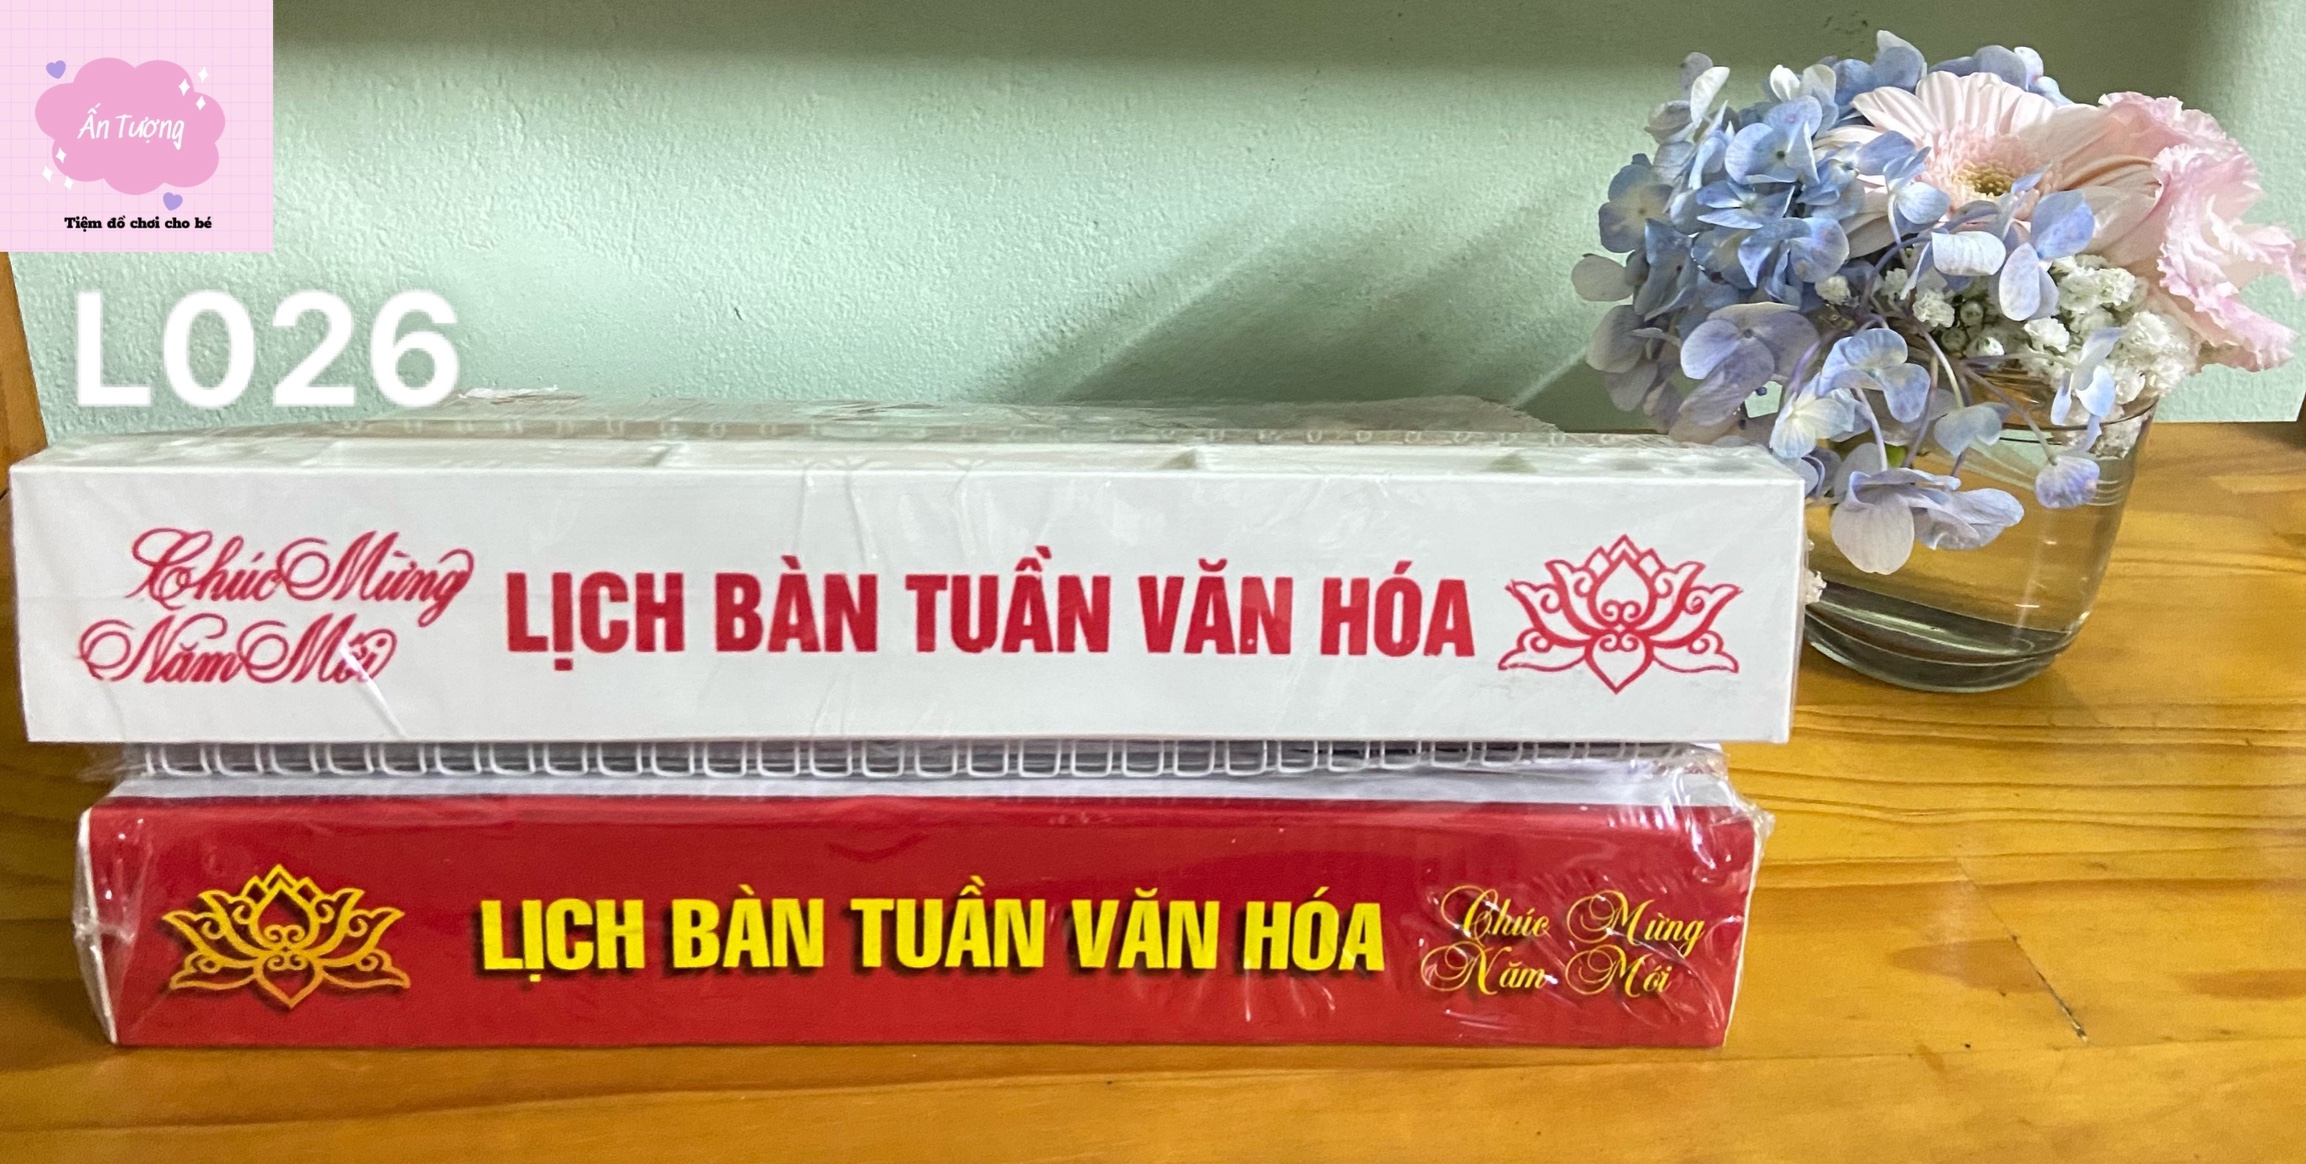 Ấn Tượng
Tiệm đồ chơi cho bé
L026
Chúc Mừng
Năm Mới
LỊCH BÀN TUẦN VĂN HÓA
LỊCH BÀN TUẦN VĂN HÓA
Chúc Mừng
Năm Mới